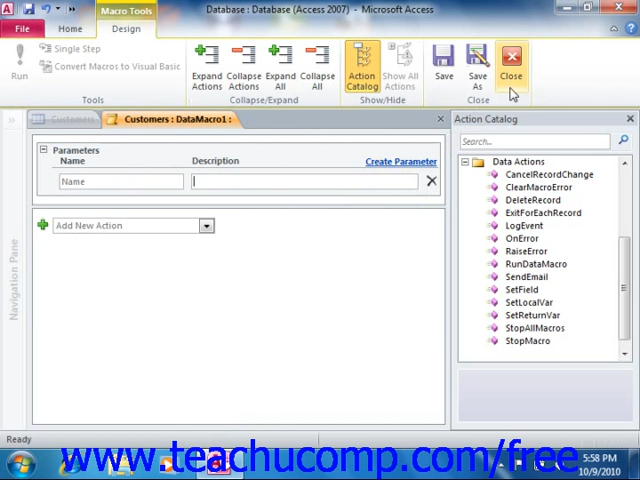 Macro Tools
Database : Database (Access 2007) - Microsoft Access
File
Home
Design
Run
Single Step
Convert Macros to Visual Basic
Expand Actions
Collapse Actions
Expand All
Collapse All
Action Catalog
Show All Actions
Save
Save As
Close
Tools
Collapse/Expand
Show/Hide
Close
Customers
Customers : DataMacro1 :
Action Catalog
Parameters
Name
Description
Create Parameter
Name
Add New Action
Navigation Pane
Search...
Data Actions
CancelRecordChange
ClearMacroError
DeleteRecord
ExitForEachRecord
LogEvent
OnError
RaiseError
RunDataMacro
SendEmail
SetField
SetLocalVar
SetReturnVar
StopAllMacros
StopMacro
Ready
www.teachucomp.com/free
5:58 PM
10/9/2010